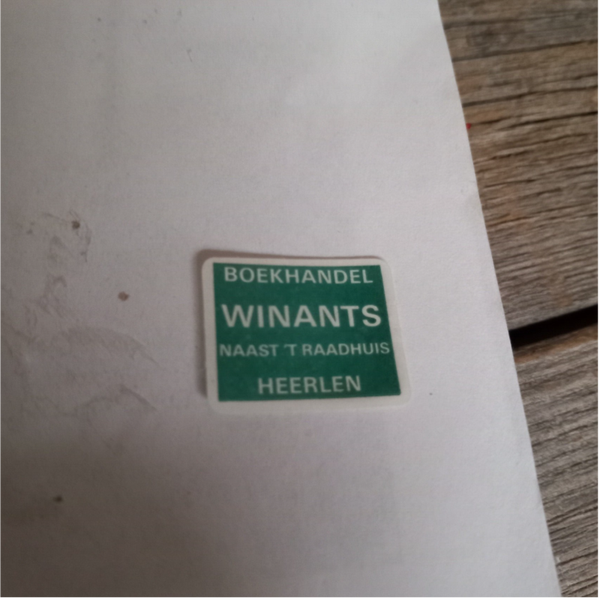 BOEKHANDEL
WINANTS
NAAST 'T RAADHUIS
HEERLEN